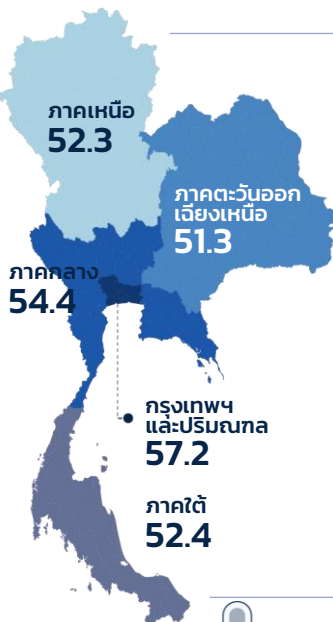 ภาคเหนือ
52.3
ภาคตะวันออก
เฉียงเหนือ
51.3
ภาคกลาง
54.4
กรุงเทพฯ
และปริมณฑล
57.2
ภาคใต้
52.4